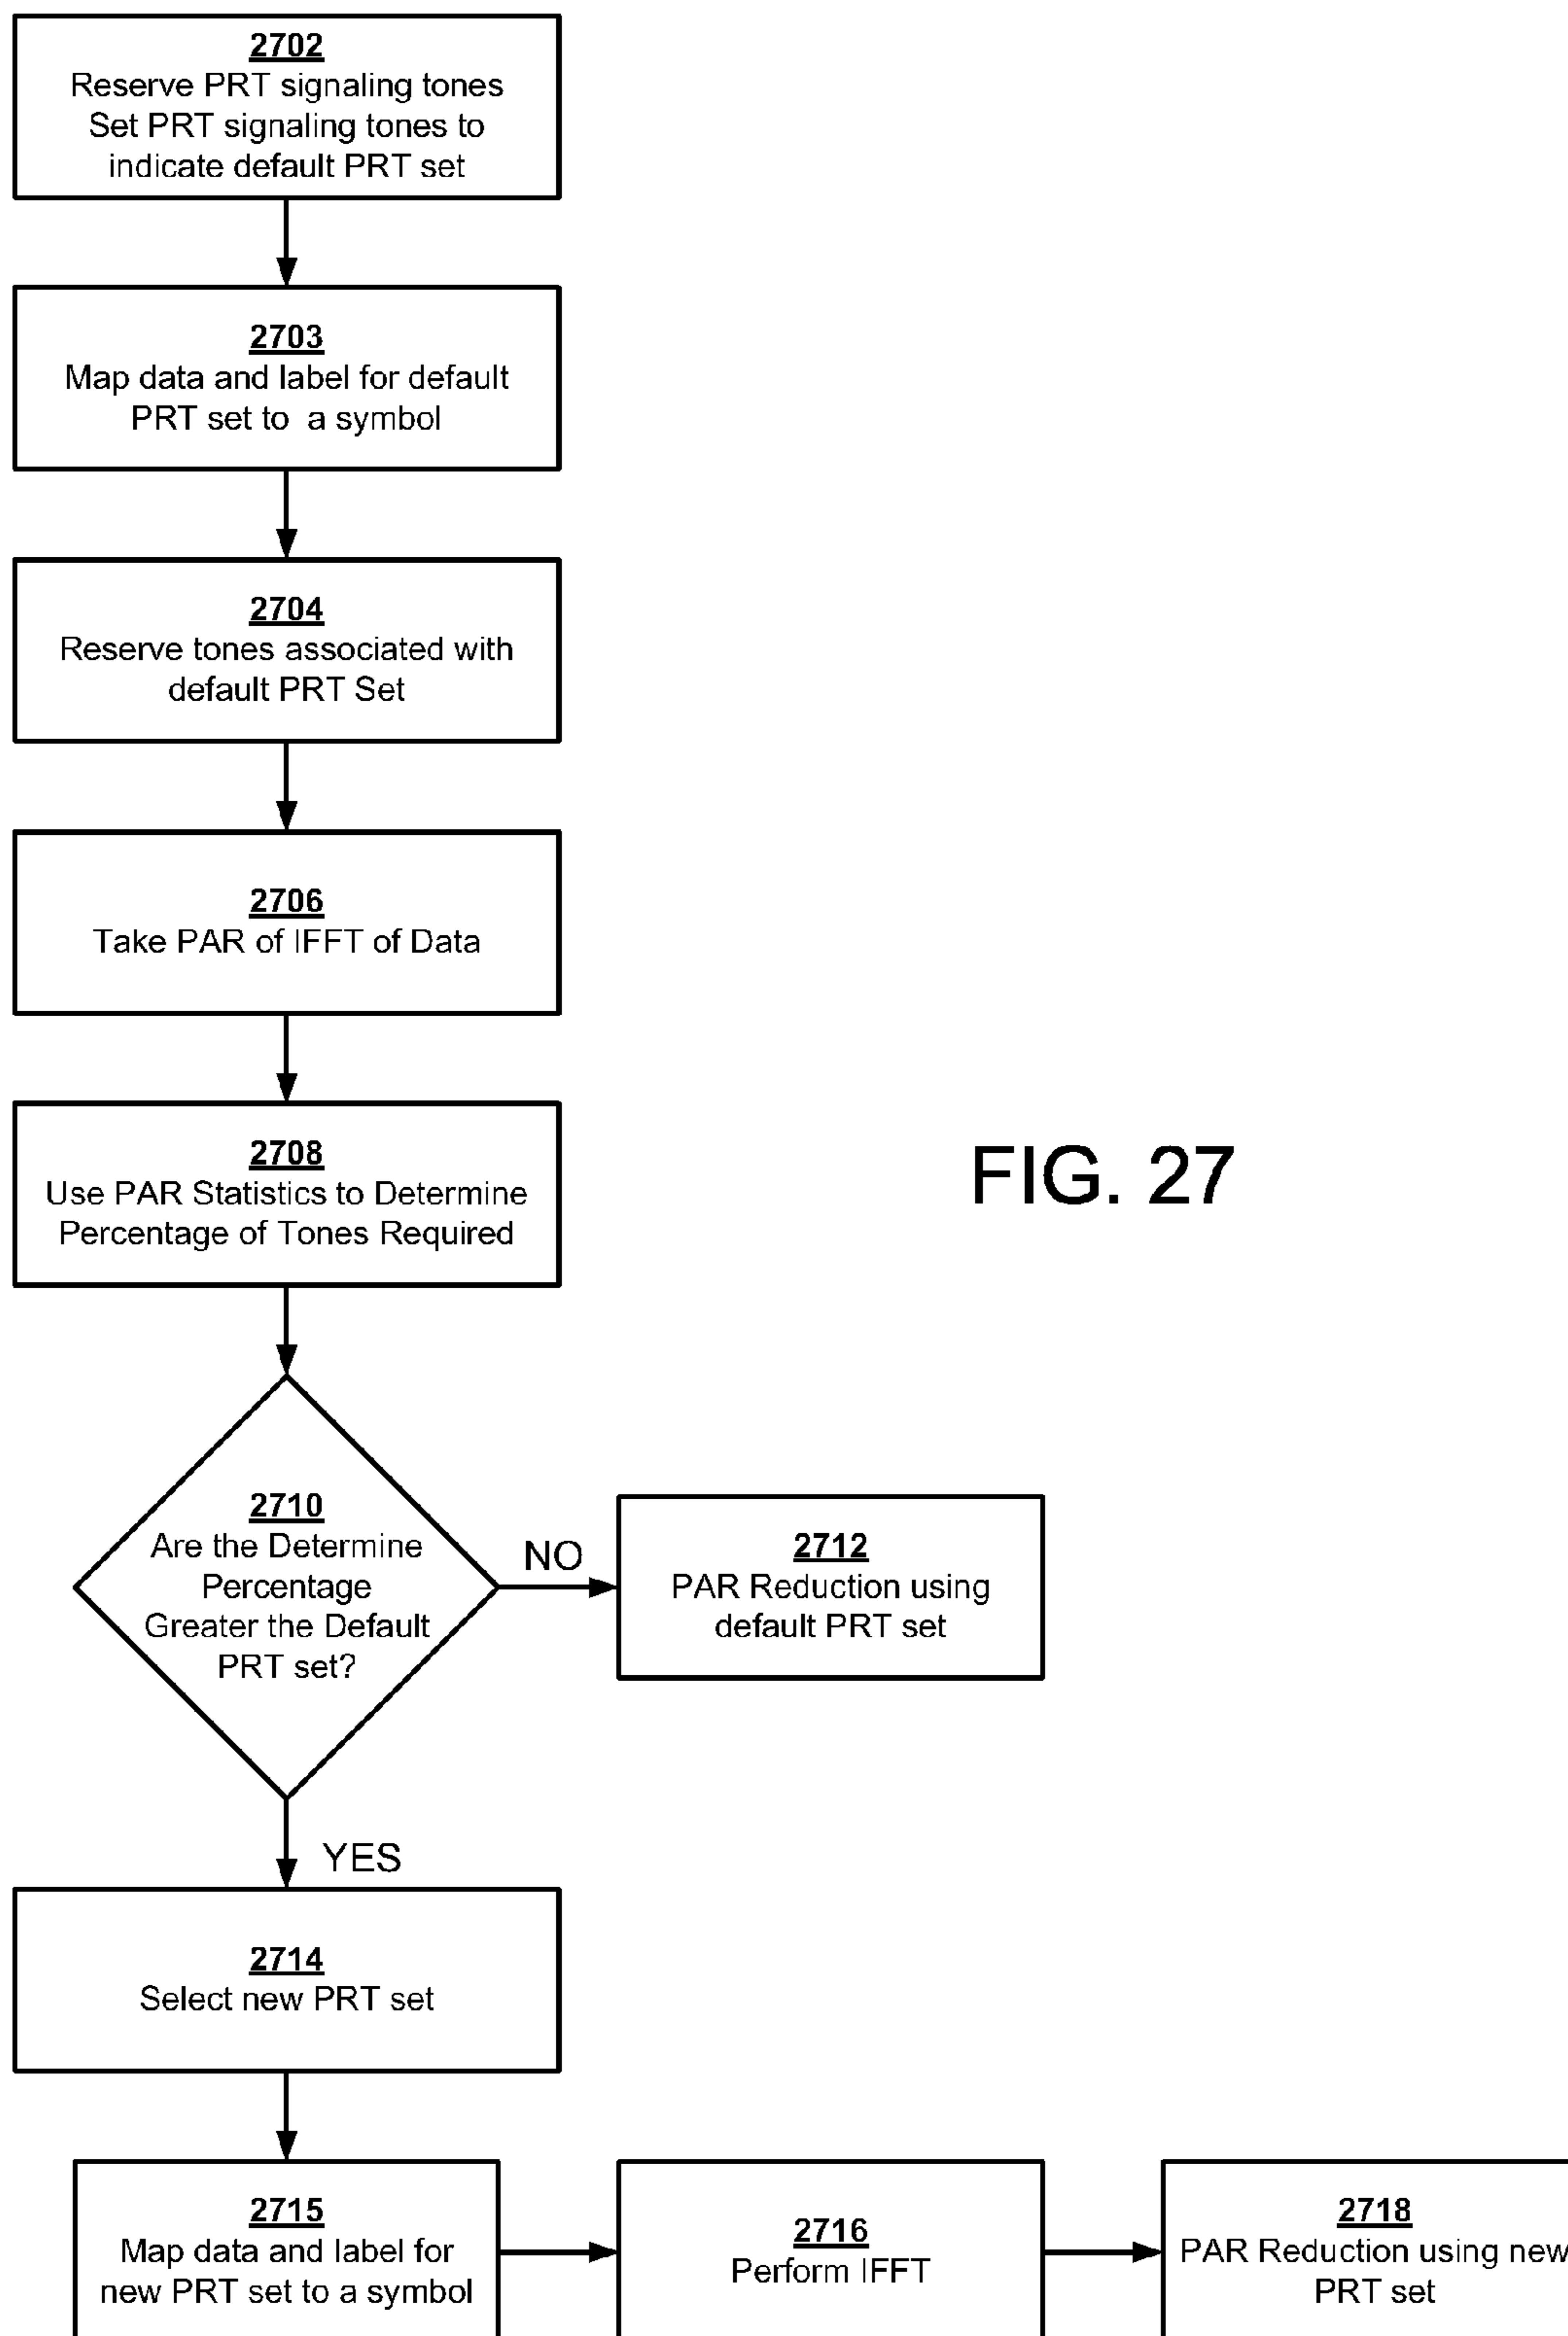 2702
Reserve PRT signaling tones
Set PRT signaling tones to
indicate default PRT set
2703
Map data and label for default
PRT set to a symbol
2704
Reserve tones associated with
default PRT Set
2706
Take PAR of IFFT of Data
2708
Use PAR Statistics to Determine
Percentage of Tones Required
FIG. 27
2710
Are the Determine
Percentage
Greater the Default
PRT set?
NO
2712
PAR Reduction using
default PRT set
YES
2714
Select new PRT set
2715
Map data and label for
new PRT set to a symbol
2716
Perform IFFT
2718
PAR Reduction using new
PRT set